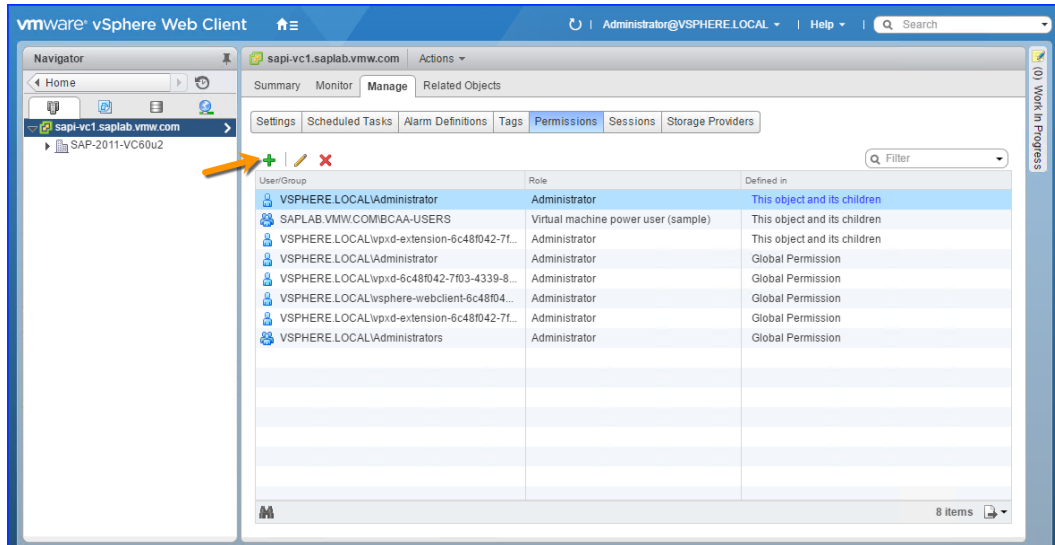 vmware® vSphere Web Client
Administrator@VSPHERE.LOCAL
Help
Search
Navigator
Home
sapi-vc1.saplab.vmw.com
SAP-2011-VC60u2
sapi-vc1.saplab.vmw.com Actions
Summary Monitor Manage Related Objects
Settings Scheduled Tasks Alarm Definitions Tags Permissions Sessions Storage Providers
Filter
User/Group Role Defined in
VSPHERE.LOCAL\Administrator Administrator This object and its children
SAPLAB.VMW.COM\BCAA-USERS Virtual machine power user (sample) This object and its children
VSPHERE.LOCAL\vpxd-extension-6c48f042-7f... Administrator This object and its children
VSPHERE.LOCAL\Administrator Administrator Global Permission
VSPHERE.LOCAL\vpxd-6c48f042-7f03-4339-8... Administrator Global Permission
VSPHERE.LOCAL\vsphere-webclient-6c48f04... Administrator Global Permission
VSPHERE.LOCAL\vpxd-extension-6c48f042-7f... Administrator Global Permission
VSPHERE.LOCAL\Administrators Administrator Global Permission
8 items
(0) Work In Progress